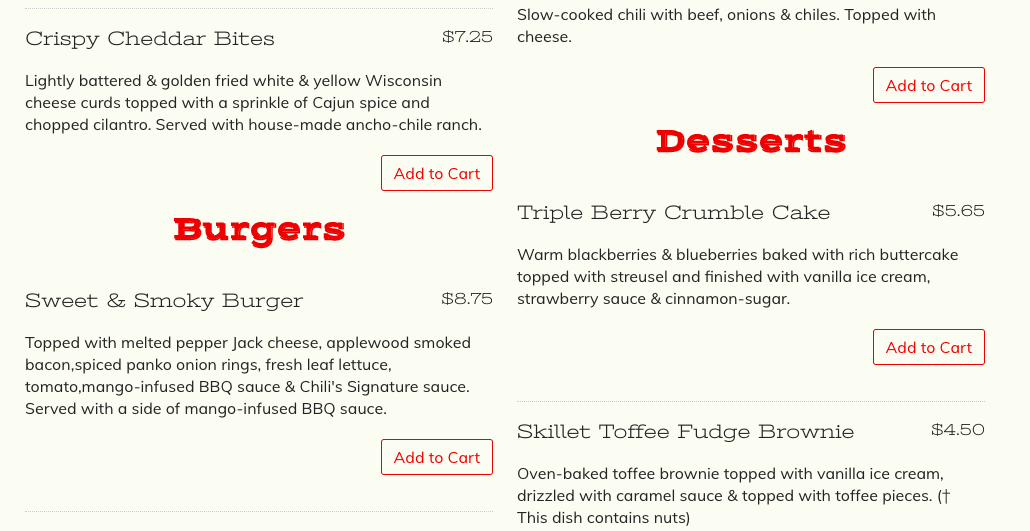 Crispy Cheddar Bites $7.25
Lightly battered & golden fried white & yellow Wisconsin
cheese curds topped with a sprinkle of Cajun spice and
chopped cilantro. Served with house-made ancho-chile ranch.
Add to Cart
Burgers
Sweet & Smoky Burger $8.75
Topped with melted pepper Jack cheese, applewood smoked
bacon,spiced panko onion rings, fresh leaf lettuce,
tomato,mango-infused BBQ sauce & Chili's Signature sauce.
Served with a side of mango-infused BBQ sauce.
Add to Cart
Slow-cooked chili with beef, onions & chiles. Topped with
cheese.
Add to Cart
Desserts
Triple Berry Crumble Cake $5.65
Warm blackberries & blueberries baked with rich buttercake
topped with streusel and finished with vanilla ice cream,
strawberry sauce & cinnamon-sugar.
Add to Cart
Skillet Toffee Fudge Brownie $4.50
Oven-baked toffee brownie topped with vanilla ice cream,
drizzled with caramel sauce & topped with toffee pieces. (†
This dish contains nuts)